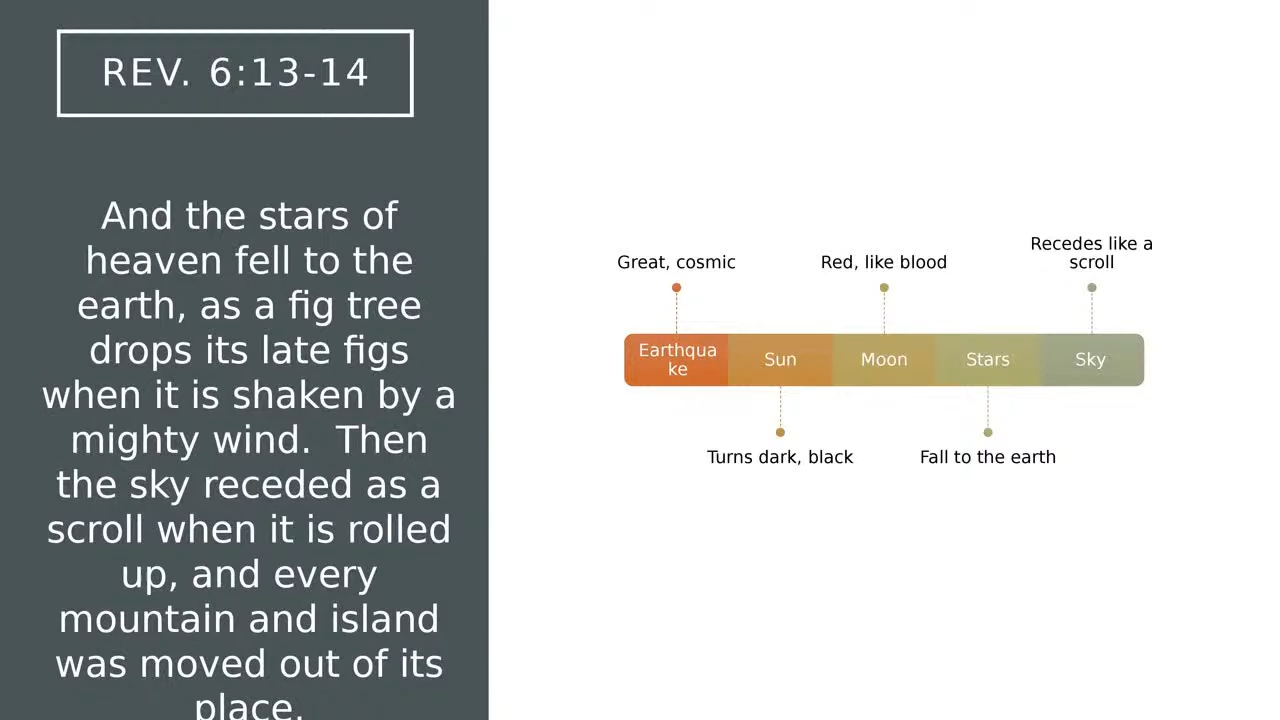 REV. 6:13-14
And the stars of
heaven fell to the
earth, as a fig tree
drops its late figs
when it is shaken by a
mighty wind.  Then
the sky receded as a
scroll when it is rolled
up, and every
mountain and island
was moved out of its
place.
Great, cosmic
Red, like blood
Recedes like a
scroll
Earthqua
ke
Sun
Moon
Stars
Sky
Turns dark, black
Fall to the earth